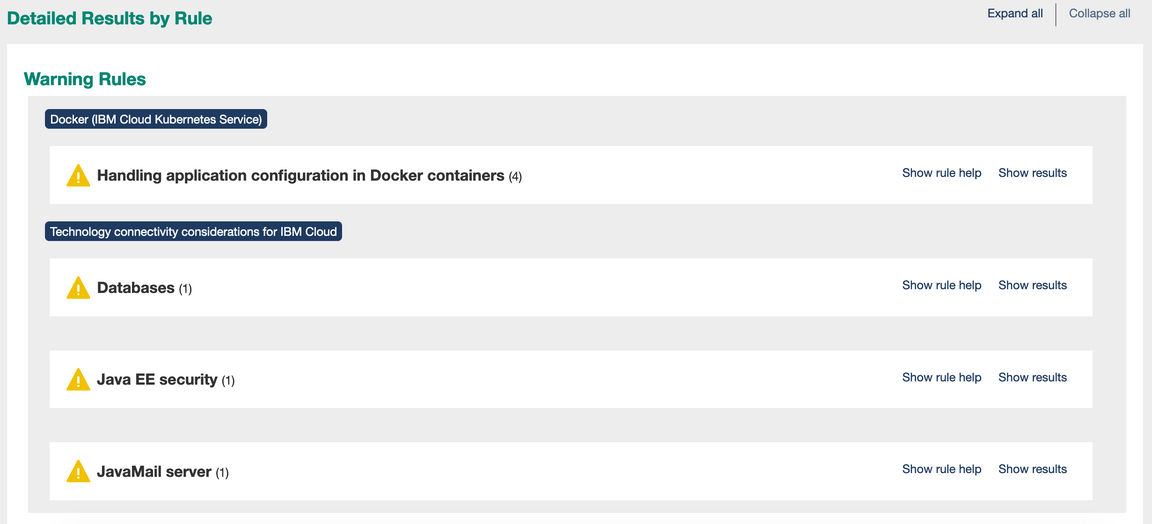 Detailed Results by Rule
Expand all
Collapse all
Warning Rules
Docker (IBM Cloud Kubernetes Service)
Handling application configuration in Docker containers (4)
Show rule help Show results
Technology connectivity considerations for IBM Cloud
Databases (1)
Show rule help Show results
Java EE security (1)
Show rule help Show results
JavaMail server (1)
Show rule help Show results